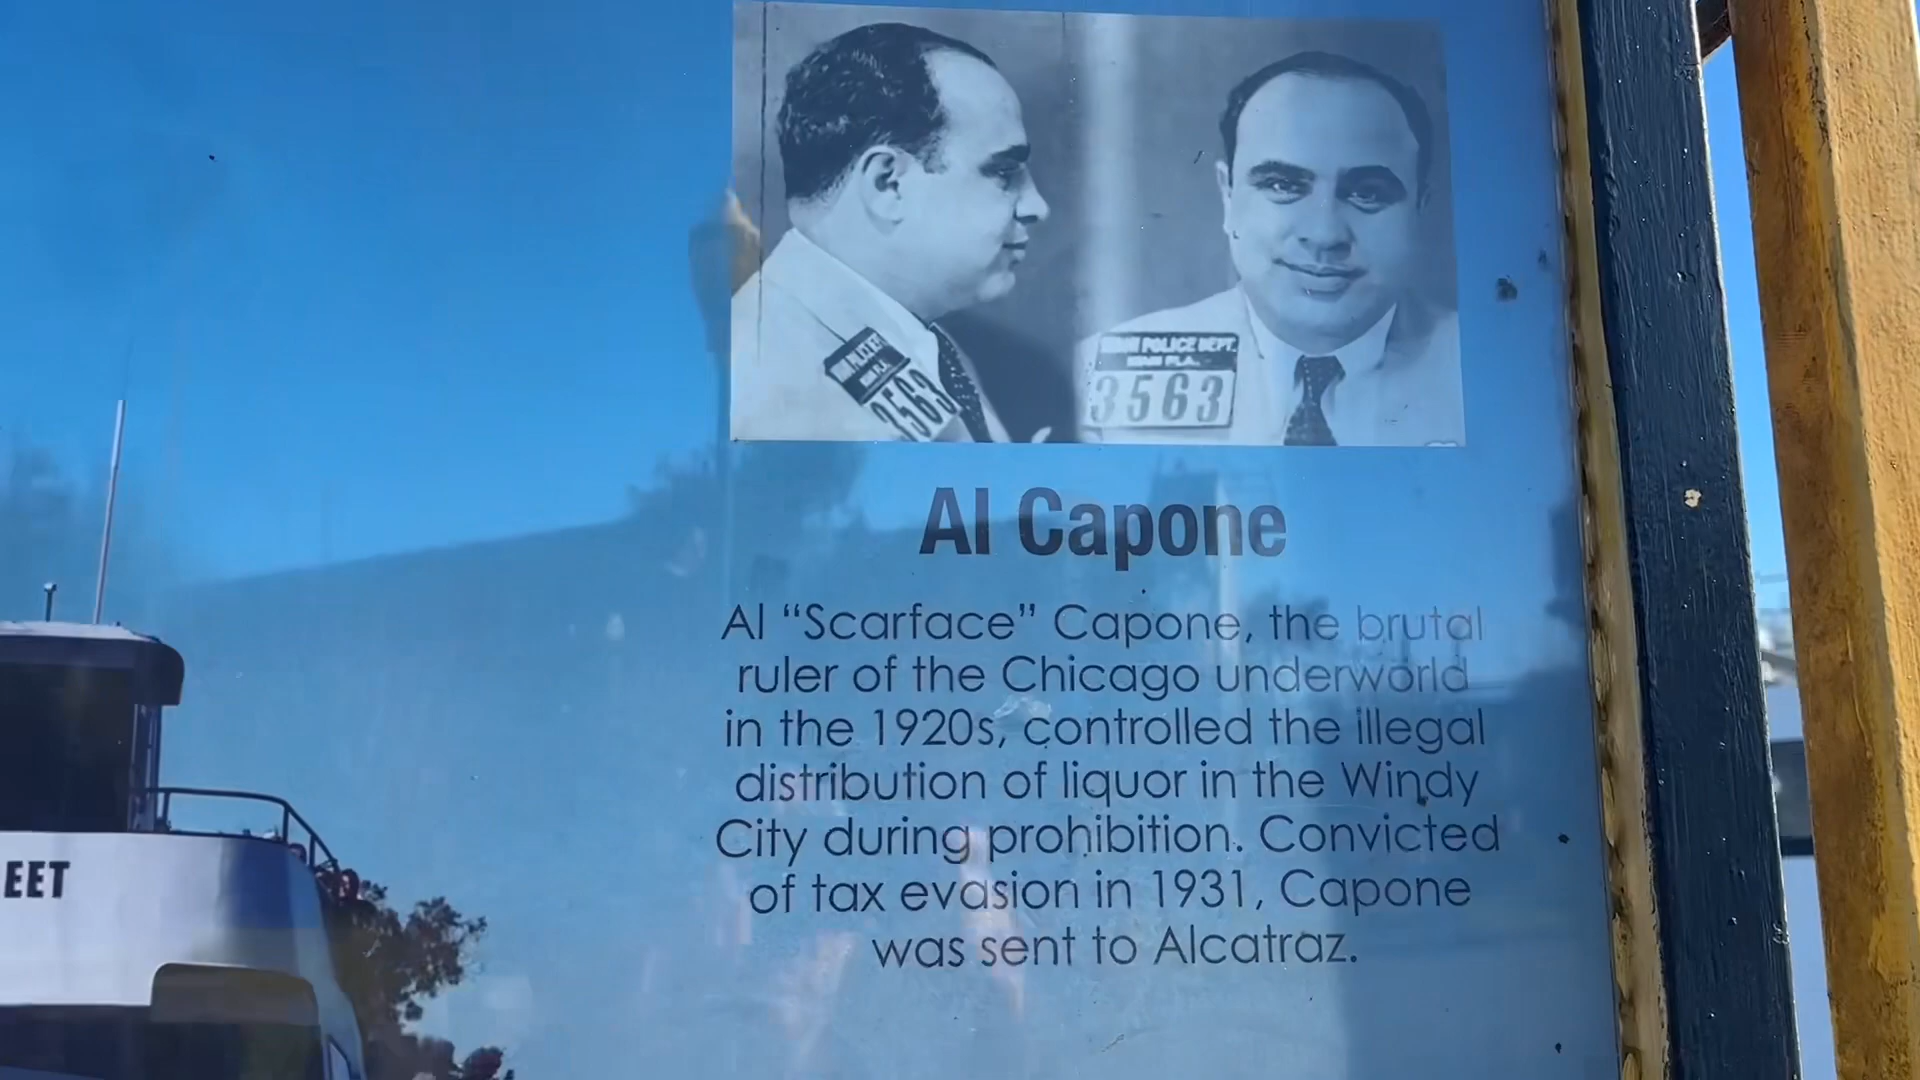 POLICE DEPT.
3563
3563
Al Capone
Al “Scarface” Capone, the brutal
ruler of the Chicago underworld
in the 1920s, controlled the illegal
distribution of liquor in the Windy
City during prohibition. Convicted
of tax evasion in 1931, Capone
was sent to Alcatraz.
EET